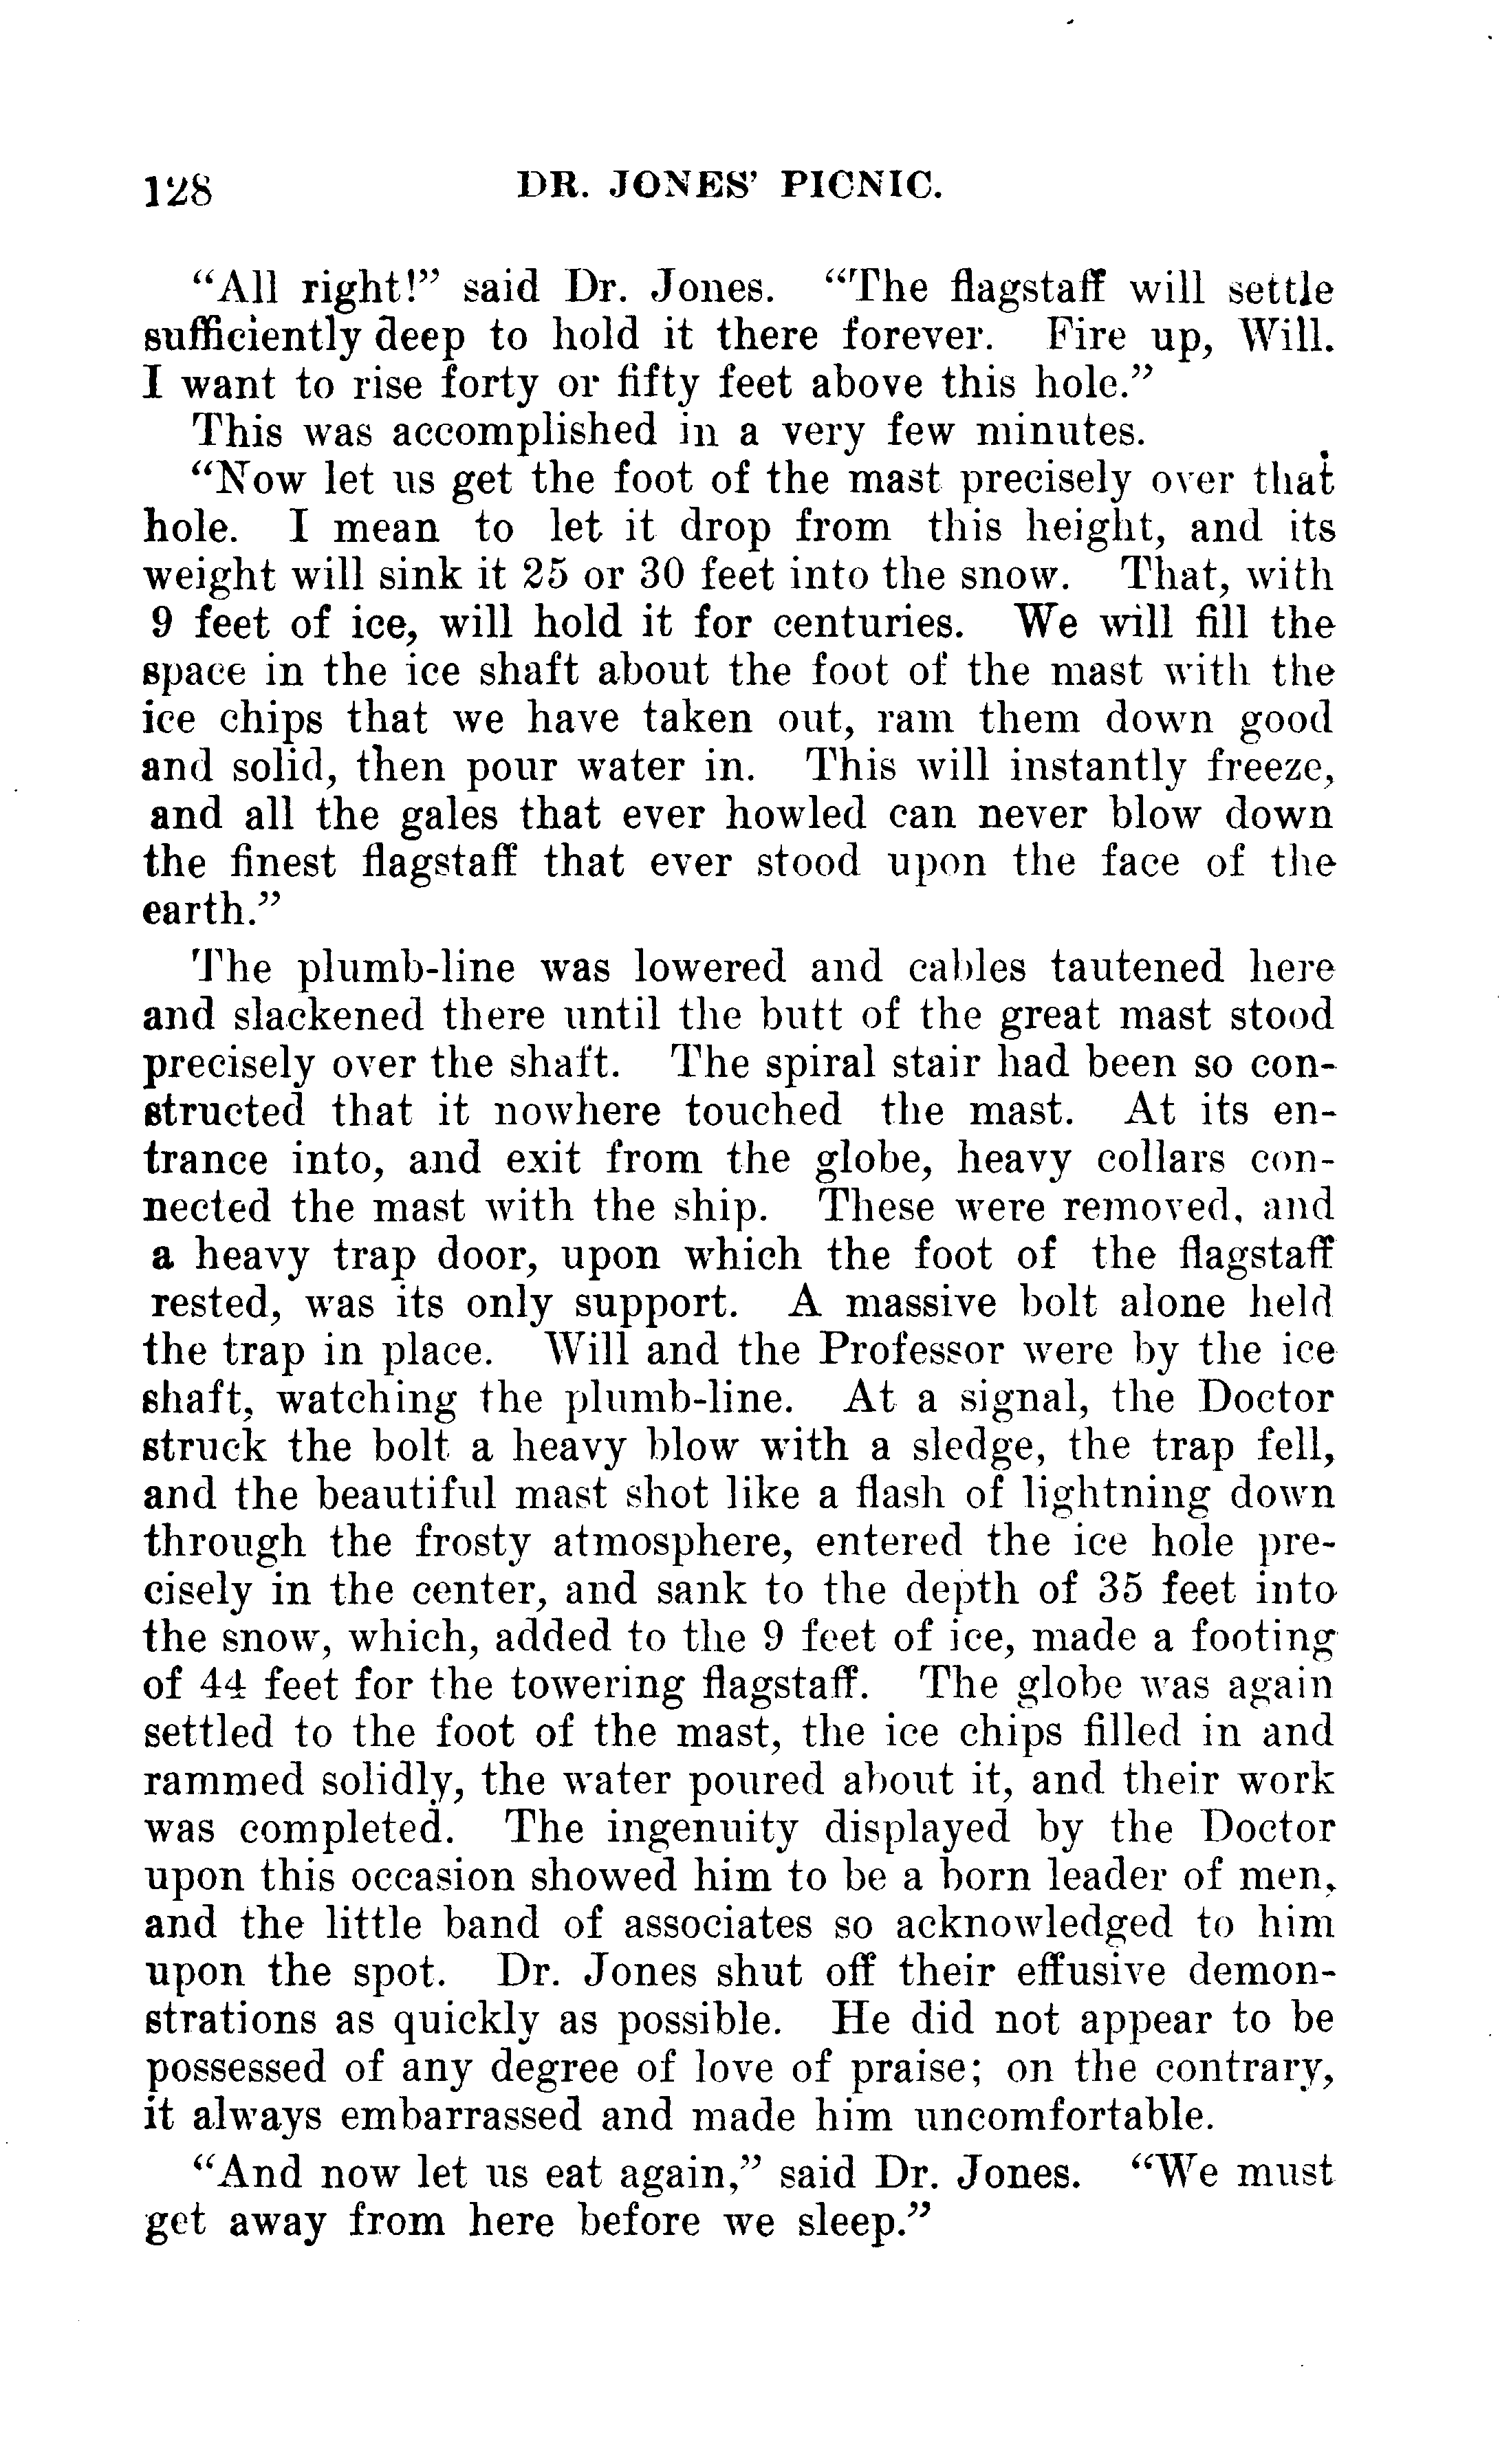 128 DR. JONES' PICNIC.
“All right!” said Dr. Jones. “The flagstaff will settle
sufficiently deep to hold it there forever. Fire up, Will.
I want to rise forty or fifty feet above this hole.”
This was accomplished in a very few minutes.
“Now let us get the foot of the mast precisely over that
hole. I mean to let it drop from this height, and its
weight will sink it 25 or 30 feet into the snow. That, with
9 feet of ice, will hold it for centuries. We will fill the
space in the ice shaft about the foot of the mast with the
ice chips that we have taken out, ram them down good
and solid, then pour water in. This will instantly freeze,
and all the gales that ever howled can never blow down
the finest flagstaff that ever stood upon the face of the
earth.”
The plumb-line was lowered and cables tautened here
and slackened there until the butt of the great mast stood
precisely over the shaft. The spiral stair had been so con-
structed that it nowhere touched the mast. At its en-
trance into, and exit from the globe, heavy collars con-
nected the mast with the ship. These were removed, and
a heavy trap door, upon which the foot of the flagstaff
rested, was its only support. A massive bolt alone held
the trap in place. Will and the Professor were by the ice
shaft, watching the plumb-line. At a signal, the Doctor
struck the bolt a heavy blow with a sledge, the trap fell,
and the beautiful mast shot like a flash of lightning down
through the frosty atmosphere, entered the ice hole pre-
cisely in the center, and sank to the depth of 35 feet into
the snow, which, added to the 9 feet of ice, made a footing
of 44 feet for the towering flagstaff. The globe was again
settled to the foot of the mast, the ice chips filled in and
rammed solidly, the water poured about it, and their work
was completed. The ingenuity displayed by the Doctor
upon this occasion showed him to be a born leader of men,
and the little band of associates so acknowledged to him
upon the spot. Dr. Jones shut off their effusive demon-
strations as quickly as possible. He did not appear to be
possessed of any degree of love of praise; on the contrary,
it always embarrassed and made him uncomfortable.
“And now let us eat again,” said Dr. Jones. “We must
get away from here before we sleep.”